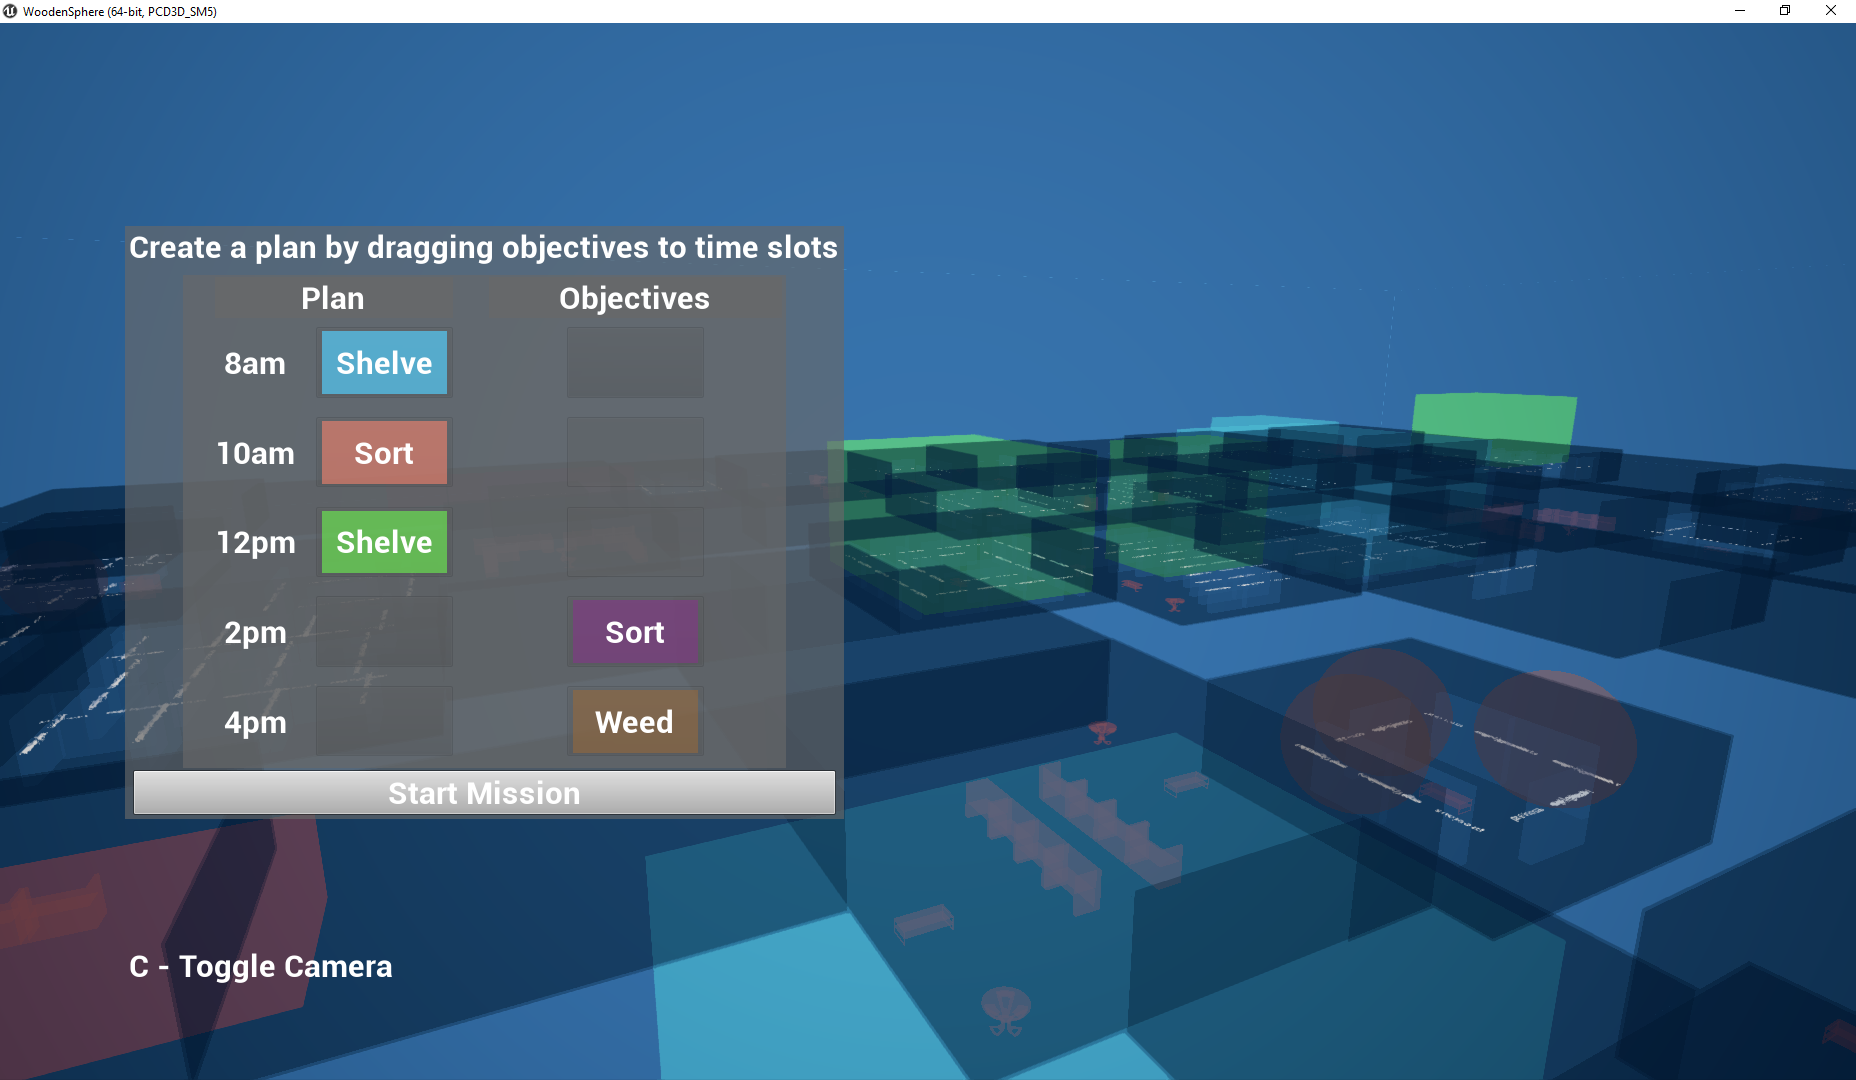 WoodenSphere (64-bit, PCD3D_SM5)
Create a plan by dragging objectives to time slots
Plan Objectives
8am Shelve
10am Sort
12pm Shelve
2pm Sort
4pm Weed
Start Mission
C - Toggle Camera